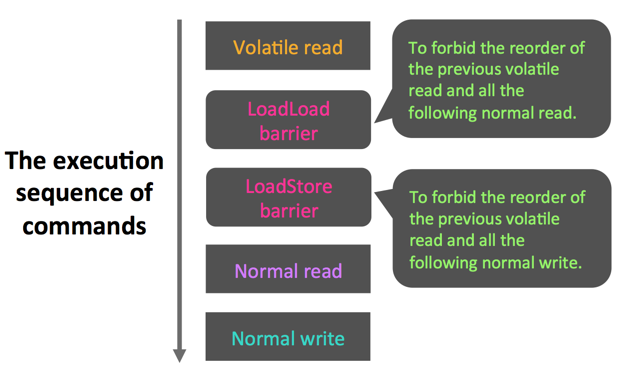 The execution
sequence of
commands
Volatile read
LoadLoad
barrier
To forbid the reorder of
the previous volatile
read and all the
following normal read.
LoadStore
barrier
To forbid the reorder of
the previous volatile
read and all the
following normal write.
Normal read
Normal write